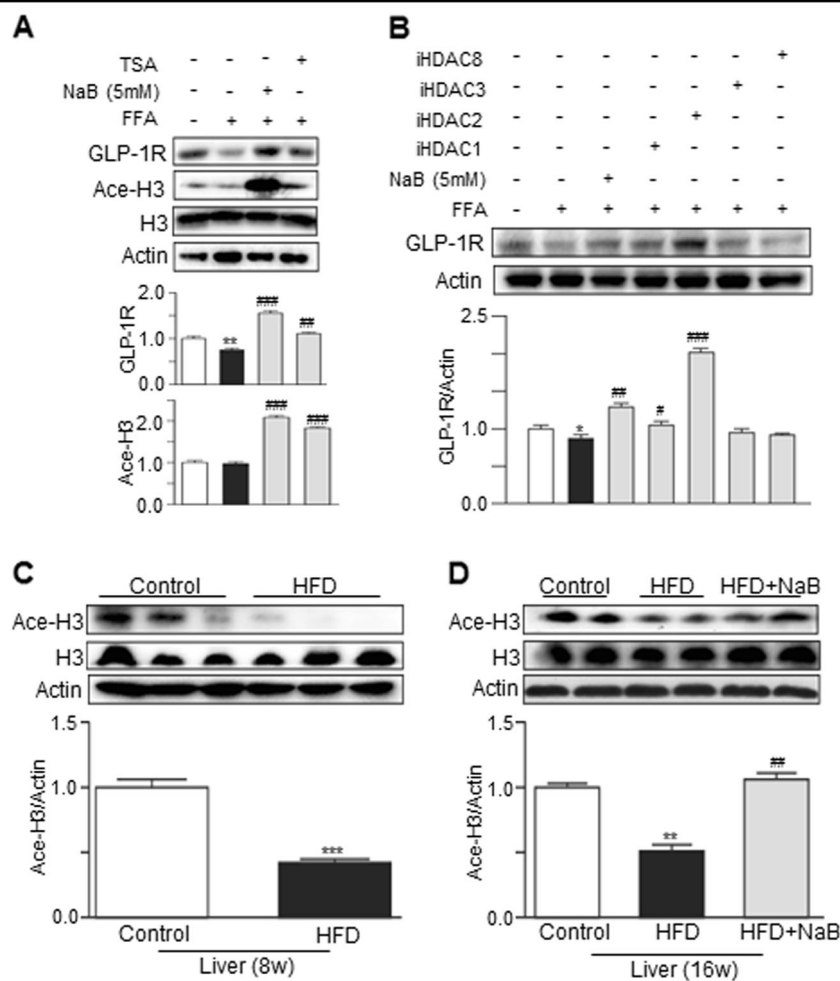 A
TSA - - - +
NaB (5mM) - - + -
FFA - + + +
GLP-1R
Ace-H3
H3
Actin
GLP-1R
2.0
1.0
0.0
** ### ##
Ace-H3
2.0
1.0
0.0
### ###
B
iHDAC8 - - - - - - +
iHDAC3 - - - - - + -
iHDAC2 - - - - + - -
iHDAC1 - - - + - - -
NaB (5mM) - - + - - - -
FFA - + + + + + +
GLP-1R
Actin
GLP-1R/Actin
2.5
1.0
0.0
* ## # ###
C
Control HFD
Ace-H3
H3
Actin
Ace-H3/Actin
1.5
1.0
0.0
***
Control HFD
Liver (8w)
D
Control HFD HFD+NaB
Ace-H3
H3
Actin
Ace-H3/Actin
1.5
1.0
0.0
** ##
Control HFD HFD+NaB
Liver (16w)